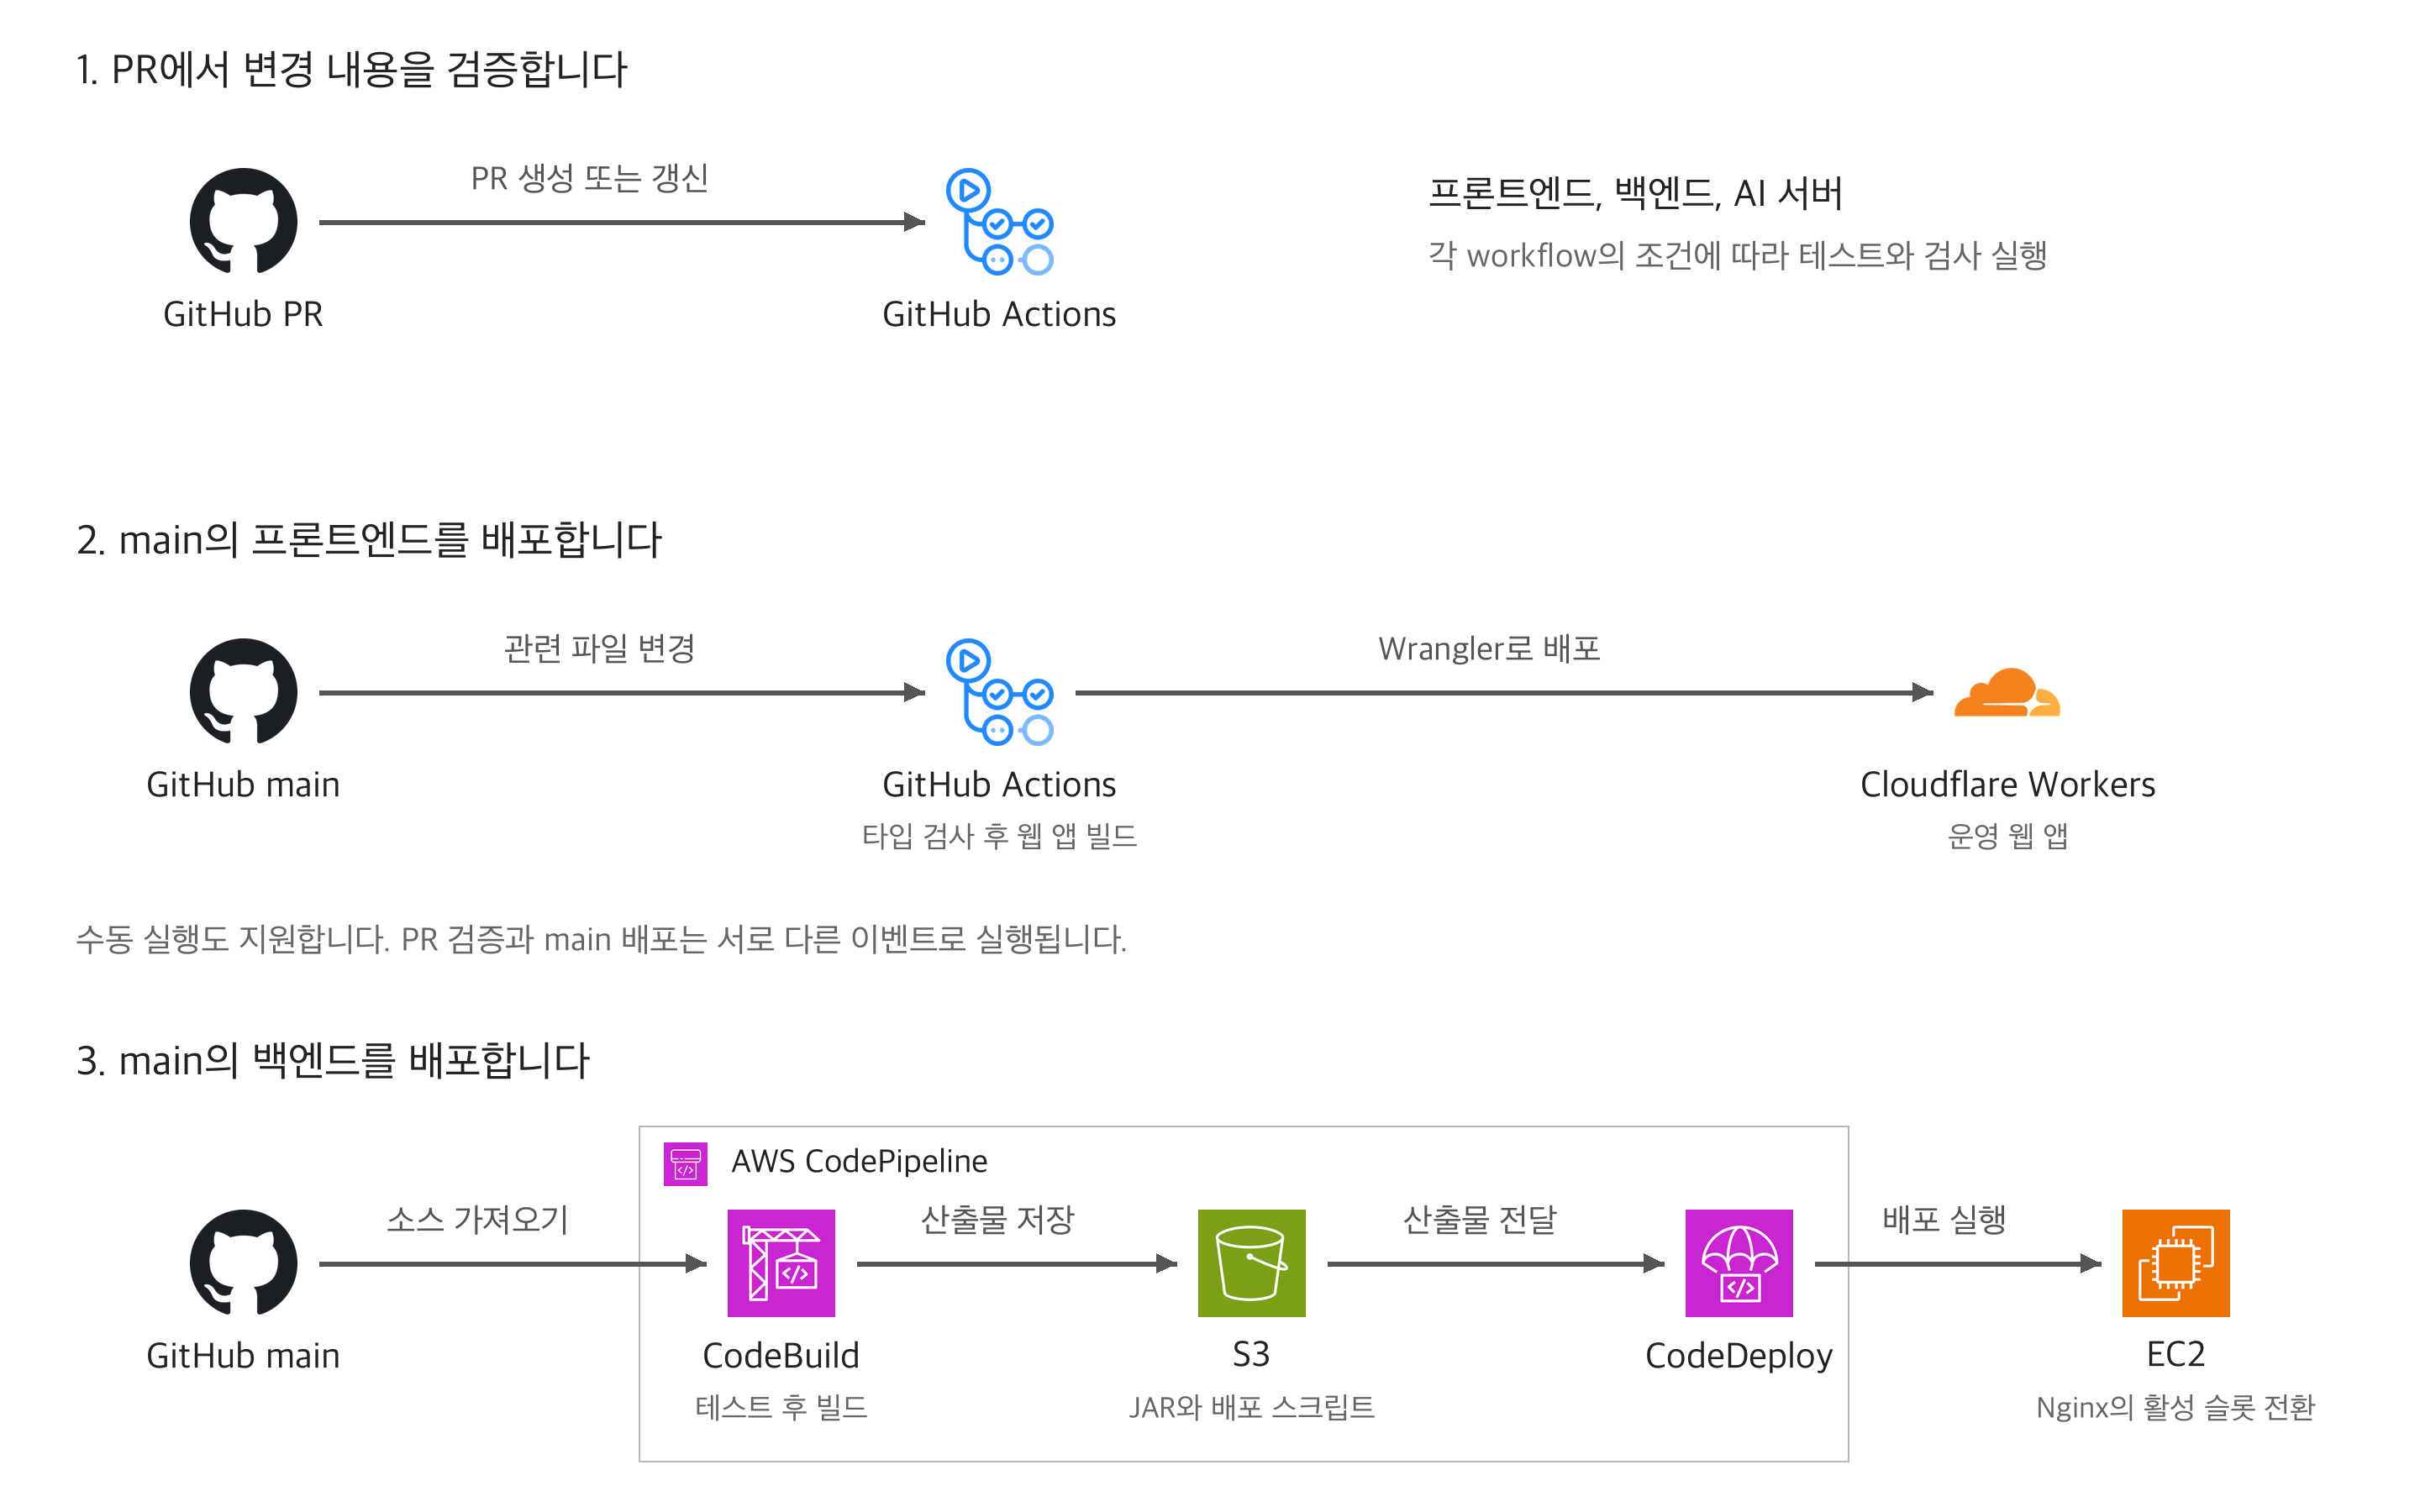 1. PR에서 변경 내용을 검증합니다
PR 생성 또는 갱신
GitHub PR
GitHub Actions
프론트엔드, 백엔드, AI 서버
각 workflow의 조건에 따라 테스트와 검사 실행
2. main의 프론트엔드를 배포합니다
관련 파일 변경
Wrangler로 배포
GitHub main
GitHub Actions
타입 검사 후 웹 앱 빌드
Cloudflare Workers
운영 웹 앱
수동 실행도 지원합니다. PR 검증과 main 배포는 서로 다른 이벤트로 실행됩니다.
3. main의 백엔드를 배포합니다
AWS CodePipeline
소스 가져오기
산출물 저장
산출물 전달
배포 실행
GitHub main
CodeBuild
테스트 후 빌드
S3
JAR와 배포 스크립트
CodeDeploy
EC2
Nginx의 활성 슬롯 전환